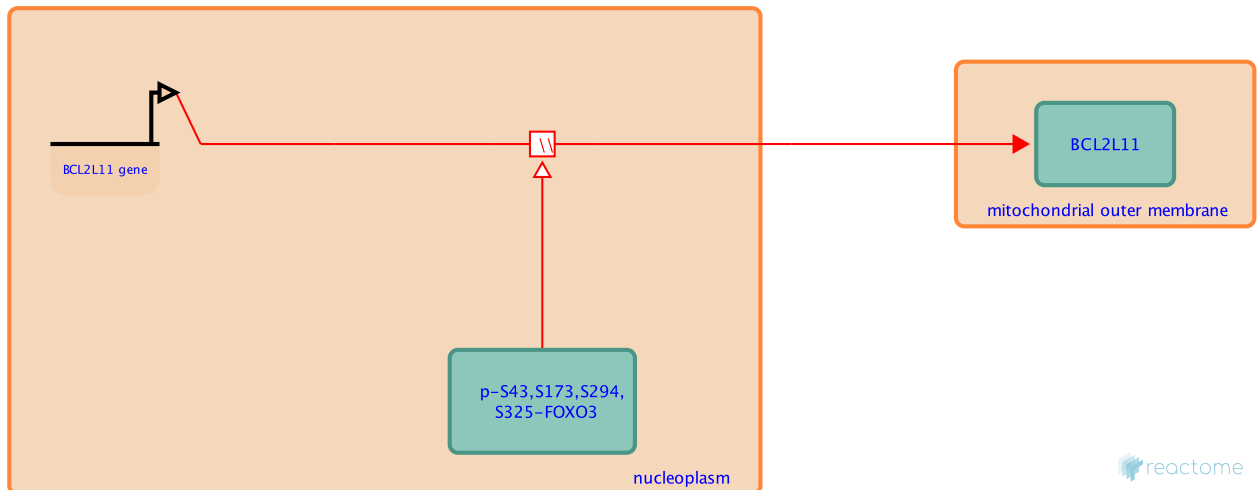 BCL2L11 gene
\\
BCL2L11
mitochondrial outer membrane
p-S43,S173,S294,
S325-FOXO3
nucleoplasm
reactome